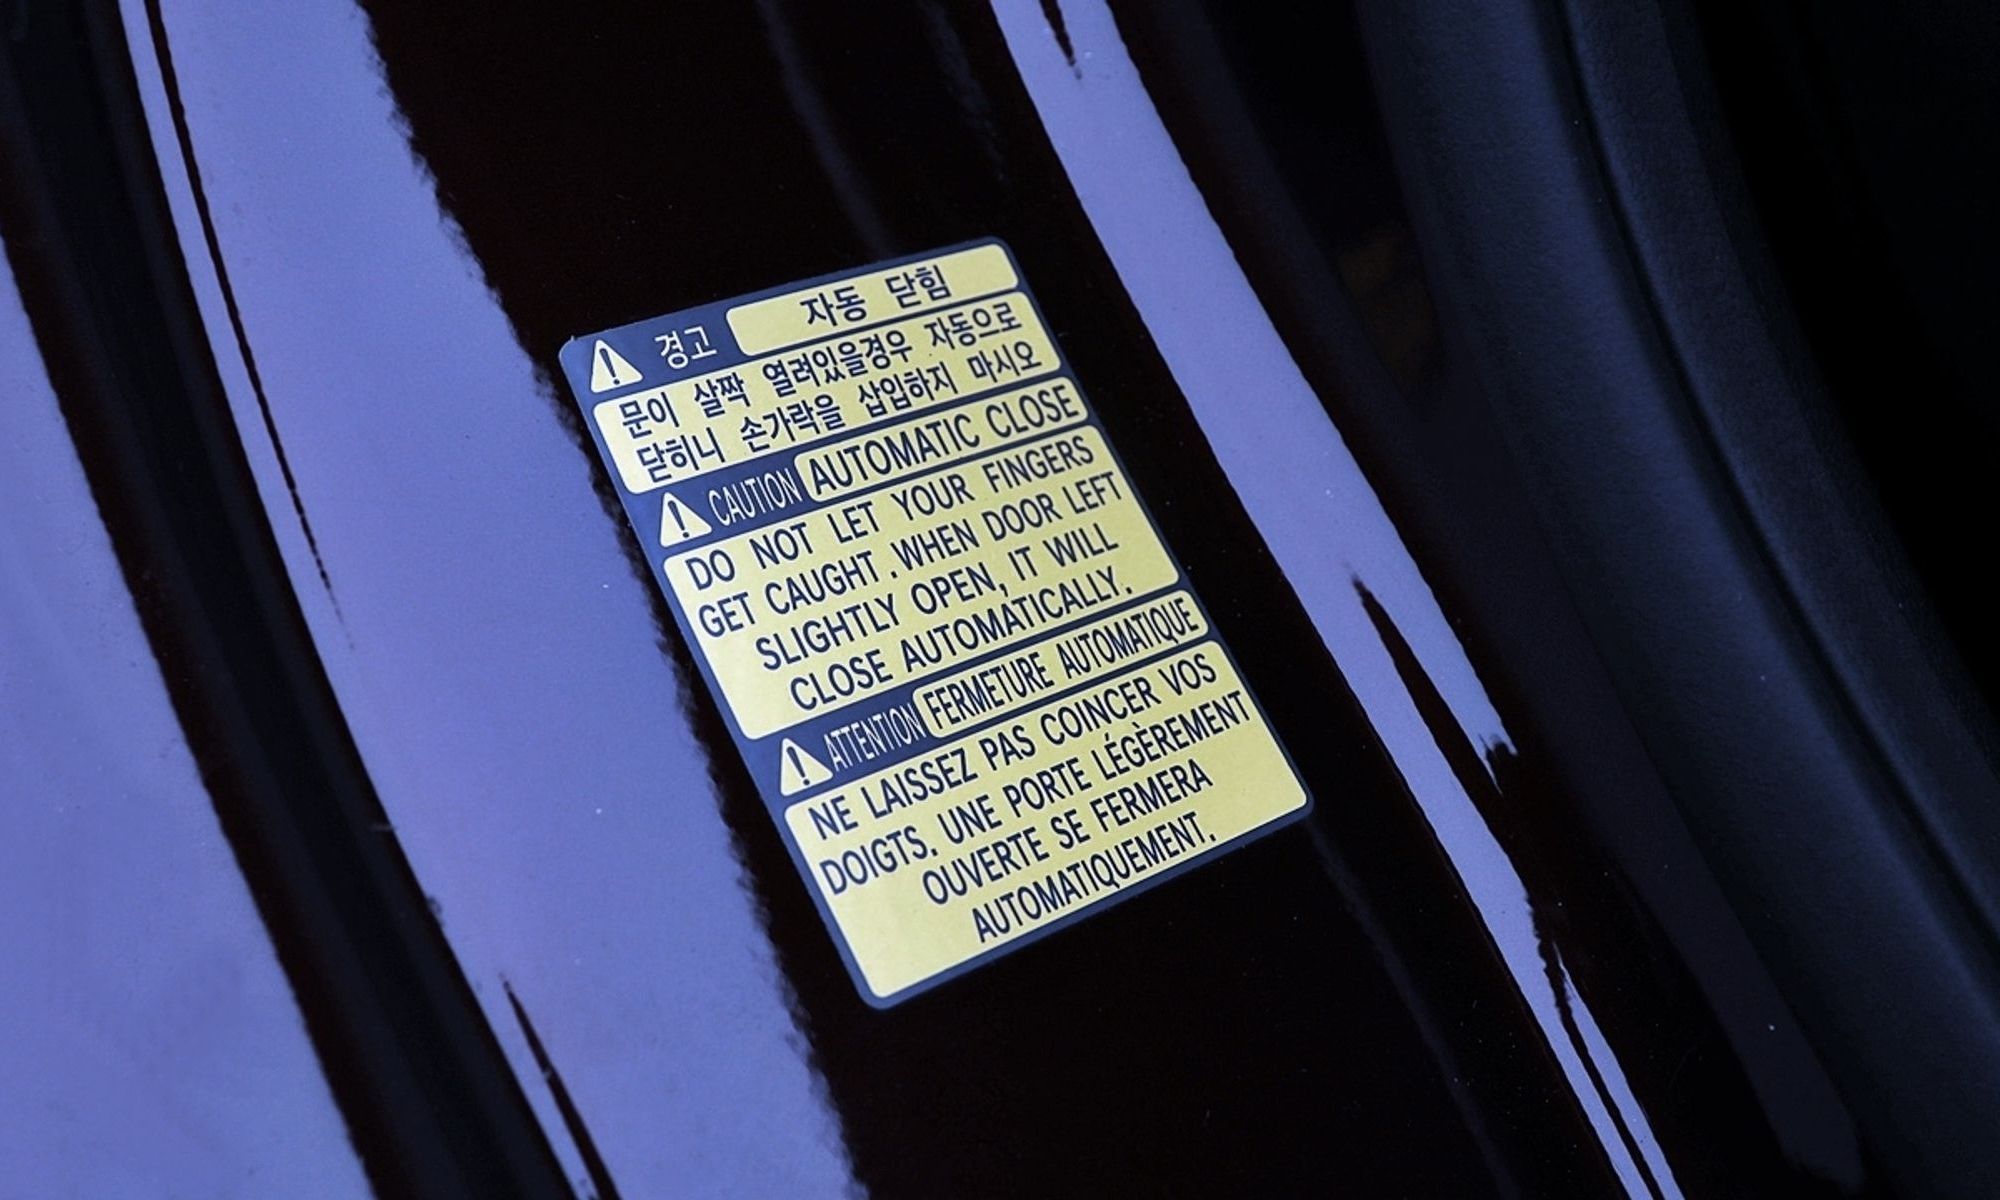 경고 자동 닫힘
문이 살짝 열려있을경우 자동으로
닫히니 손가락을 삽입하지 마시오
CAUTION AUTOMATIC CLOSE
DO NOT LET YOUR FINGERS
GET CAUGHT. WHEN DOOR LEFT
SLIGHTLY OPEN, IT WILL
CLOSE AUTOMATICALLY.
ATTENTION FERMETURE AUTOMATIQUE
NE LAISSEZ PAS COINCER VOS
DOIGTS. UNE PORTE LÉGÈREMENT
OUVERTE SE FERMERA
AUTOMATIQUEMENT.